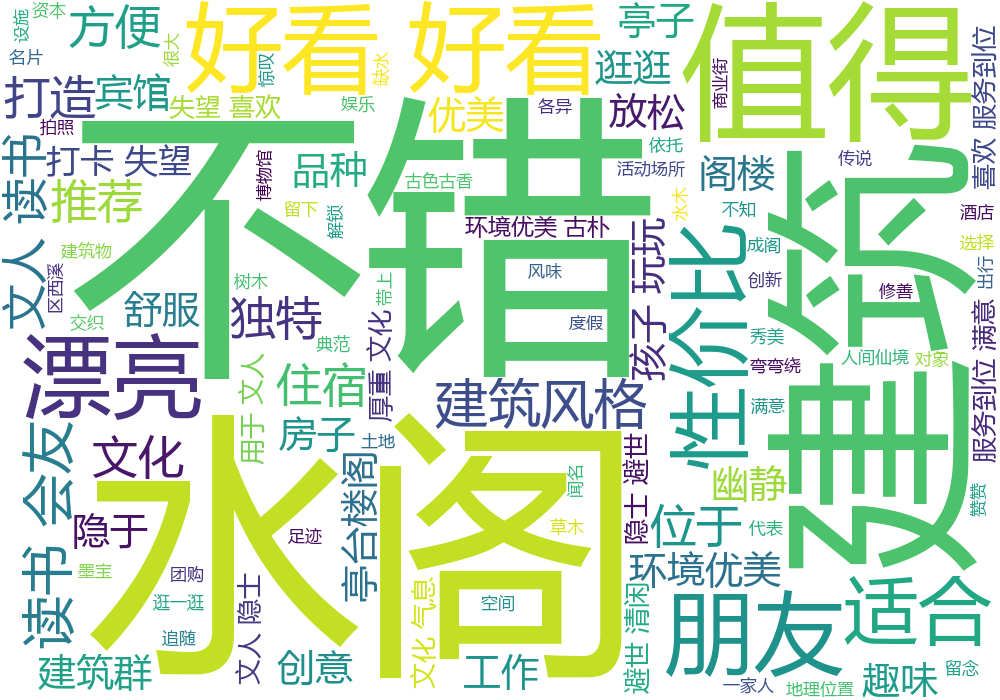 资本
设施
名片
方便
很大
好看
好看
惊叹
缺水
亭子
值得
商业街
服务到位
喜欢
打造
宾馆
失望 喜欢
娱乐
优美
各异
逛逛
放松
拍照
打卡 失望
读书
推荐
博物馆
品种
留下
解锁
不错
古色古香
依托
活动场所
阁楼
传说
不知
酒店
水木
建筑
环境优美 古朴
成阁
选择
出行
文人
建筑物
区西溪
交织
舒服
树木
独特
带上
文化
厚重
典范
风味
度假
孩子 玩玩
性价比
创新
修善
秀美
弯弯绕
人间仙境
对象
服务到位 满意
漂亮
用于 文人
住宿
建筑风格
满意
房子
土地
文化
水阁
读书 会友
隐于
亭台楼阁
足迹
闻名
草木
隐士 避世
幽静
位于
代表
赞赞
墨宝
团购
逛一逛
追随
文人 隐士
文化 气息
空间
避世 清闲
环境优美
朋友
适合
建筑群
创意
工作
一家人
地理位置
趣味
留念